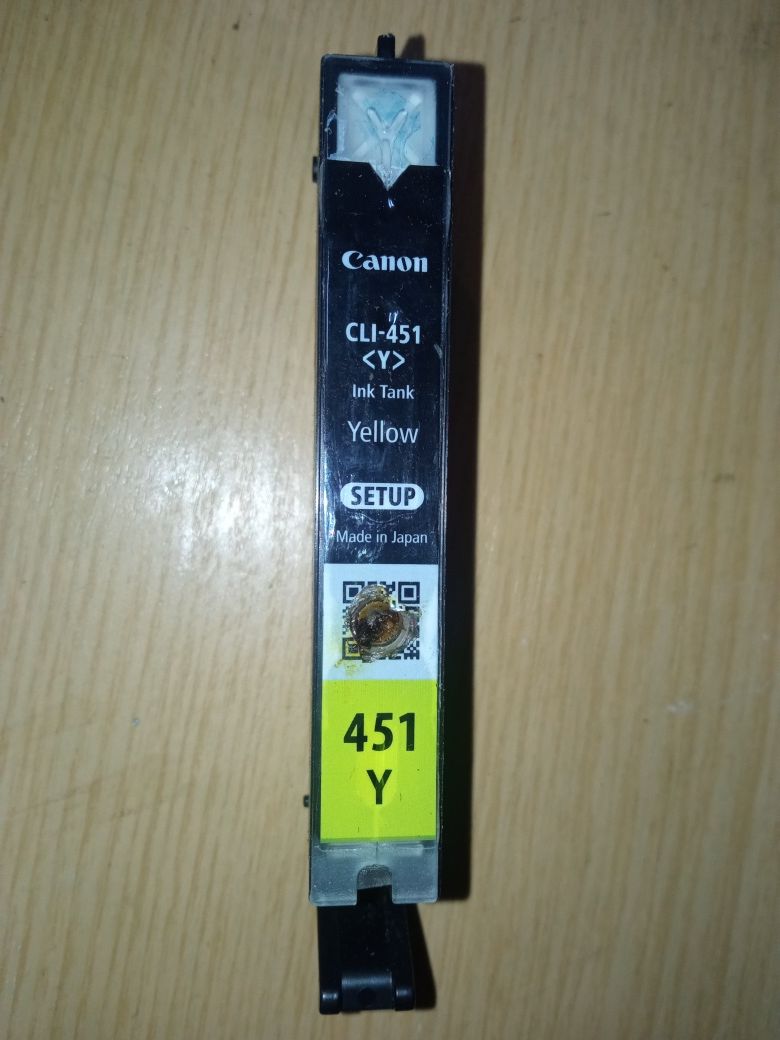 Canon
CLI-451
<Y>
Ink Tank
Yellow
SETUP
Made in Japan
451
Y